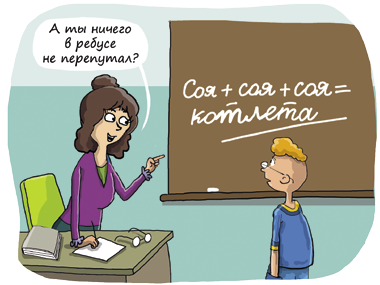 А ты ничего
в ребусе
не перепутал?
Соя + соя + соя =
котлета